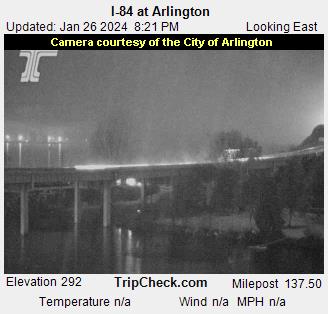 I-84 at Arlington
Updated: Jan 26 2024 8:21 PM Looking East
Camera courtesy of the City of Arlington
Elevation 292 TripCheck.com Milepost 137.50
Temperature n/a Wind n/a MPH n/a